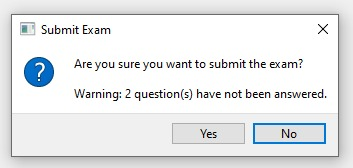 Submit Exam
Are you sure you want to submit the exam?
Warning: 2 question(s) have not been answered.
Yes
No